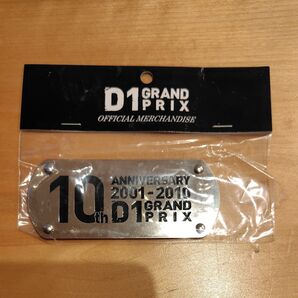 D1 GRAND PRIX
OFFICIAL MERCHANDISE
10th ANNIVERSARY
2001-2010
D1 GRAND PRIX